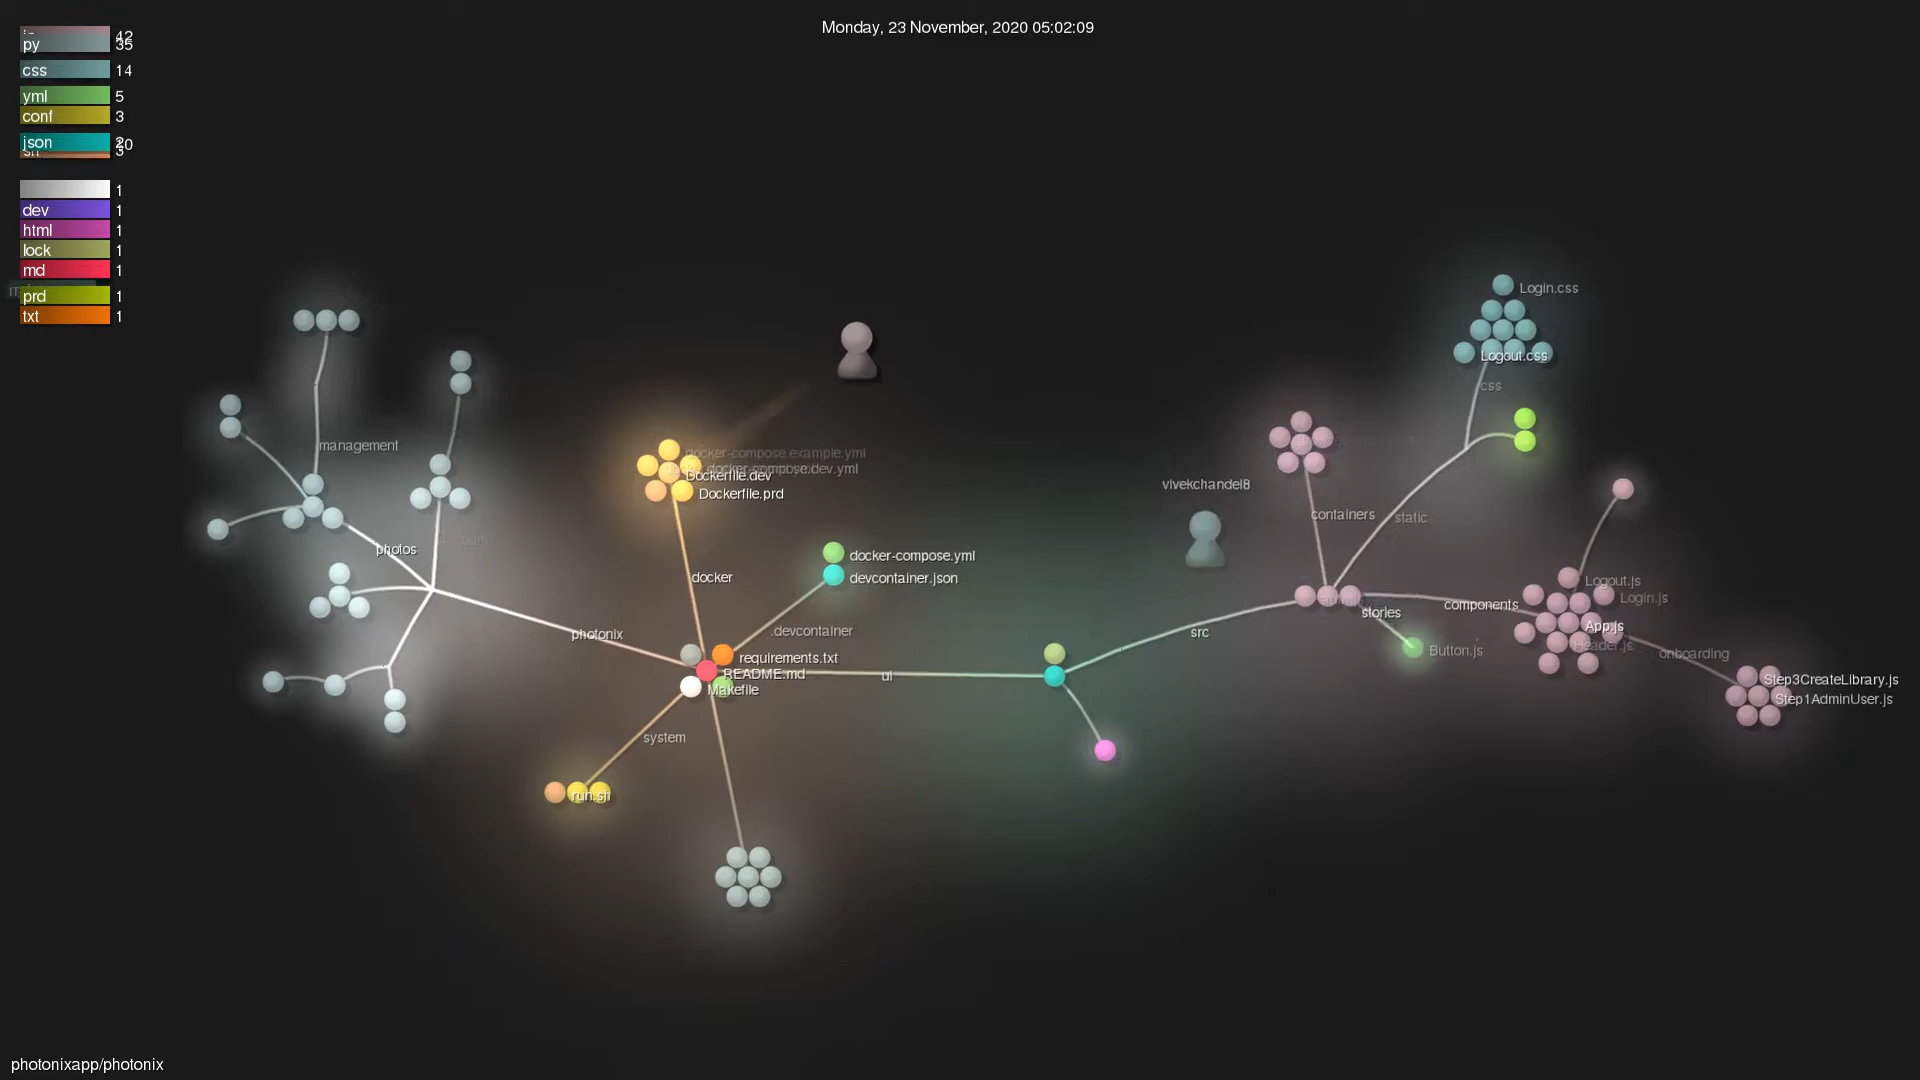 Monday, 23 November, 2020 05:02:09
42
py 35
css 14
yml 5
conf 3
json
3
1
dev 1
html 1
lock 1
md 1
prd 1
txt 1
Login.css
Logout.css
css
management
docker-compose.example.yml
docker-compose.dev.yml
Dockerfile.dev
Dockerfile.prd
vivekchandel8
containers
static
photos
docker
docker-compose.yml
devcontainer.json
Logout.js
Login.js
stories
components
App.js
Header.js
photonix
.devcontainer
src
Button.js
onboarding
requirements.txt
README.md
Makefile
ui
Step3CreateLibrary.js
Step1AdminUser.js
system
run.sh
photonixapp/photonix